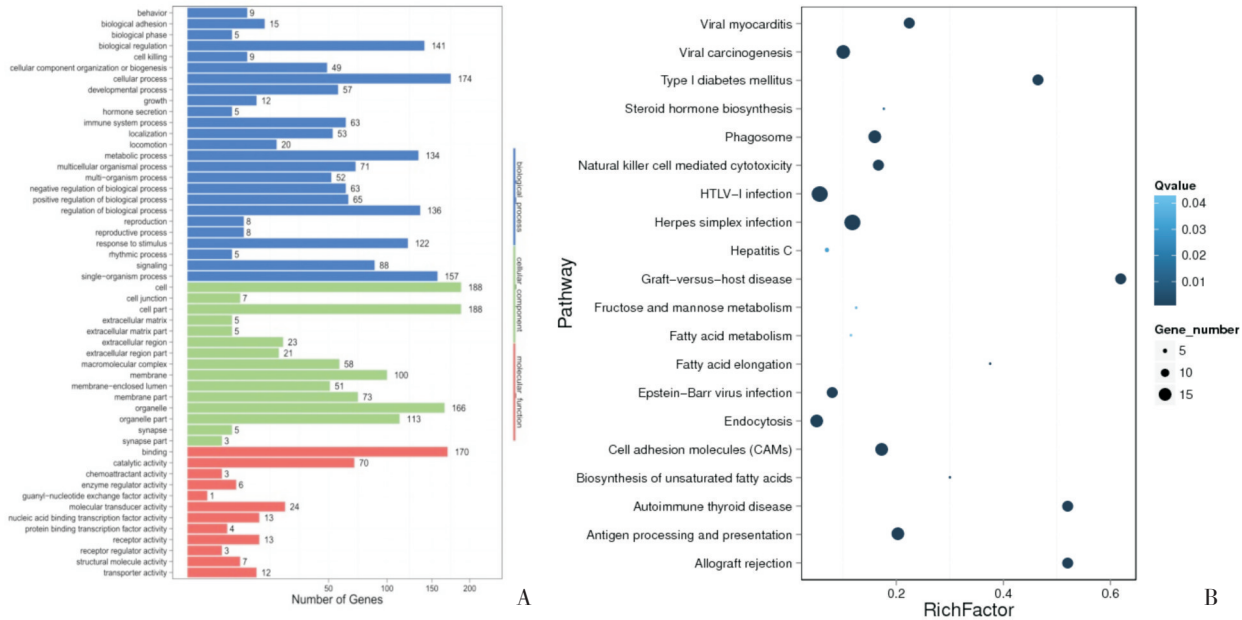 behavior 9
biological adhesion 15
biological phase 5
biological regulation 141
cell killing 9
cellular component organization or biogenesis 49
cellular process 174
developmental process 57
growth 12
hormone secretion 5
immune system process 63
localization 53
locomotion 20
metabolic process 134
multicellular organismal process 71
multi−organism process 52
negative regulation of biological process 63
positive regulation of biological process 65
regulation of biological process 136
reproduction 8
reproductive process 8
response to stimulus 122
rhythmic process 5
signaling 88
single−organism process 157
cell 188
cell junction 7
cell part 188
extracellular matrix 5
extracellular matrix part 5
extracellular region 23
extracellular region part 21
macromolecular complex 58
membrane 100
membrane−enclosed lumen 51
membrane part 73
organelle 166
organelle part 113
synapse 5
synapse part 3
binding 170
catalytic activity 70
chemoattractant activity 3
enzyme regulator activity 6
guanyl−nucleotide exchange factor activity 1
molecular transducer activity 24
nucleic acid binding transcription factor activity 13
protein binding transcription factor activity 4
receptor activity 13
receptor regulator activity 3
structural molecule activity 7
transporter activity 12
50 100 150 200
Number of Genes
biological_process
cellular_component
molecular_function
A
Pathway
Viral myocarditis
Viral carcinogenesis
Type I diabetes mellitus
Steroid hormone biosynthesis
Phagosome
Natural killer cell mediated cytotoxicity
HTLV−I infection
Herpes simplex infection
Hepatitis C
Graft−versus−host disease
Fructose and mannose metabolism
Fatty acid metabolism
Fatty acid elongation
Epstein−Barr virus infection
Endocytosis
Cell adhesion molecules (CAMs)
Biosynthesis of unsaturated fatty acids
Autoimmune thyroid disease
Antigen processing and presentation
Allograft rejection
0.2 0.4 0.6
RichFactor
Qvalue
0.04
0.03
0.02
0.01
Gene_number
5
10
15
B